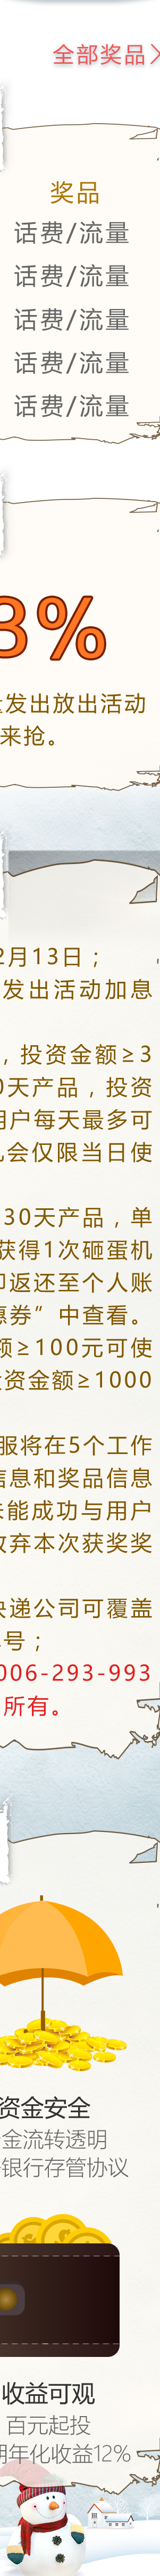 全部奖品
奖品
话费/流量
话费/流量
话费/流量
话费/流量
话费/流量
3%
发出放出活动
来抢。
2月13日；
发出活动加息
，投资金额≥3
0天产品，投资
用户每天最多可
机会仅限当日使
30天产品，单
获得1次砸蛋机
即返还至个人账
惠券”中查看。
额≥100元可使
投资金额≥1000
服将在5个工作
信息和奖品信息
未能成功与用户
放弃本次获奖奖
快递公司可覆盖
号；
006-293-993
所有。
资金安全
金流转透明
银行存管协议
收益可观
百元起投
期年化收益12%